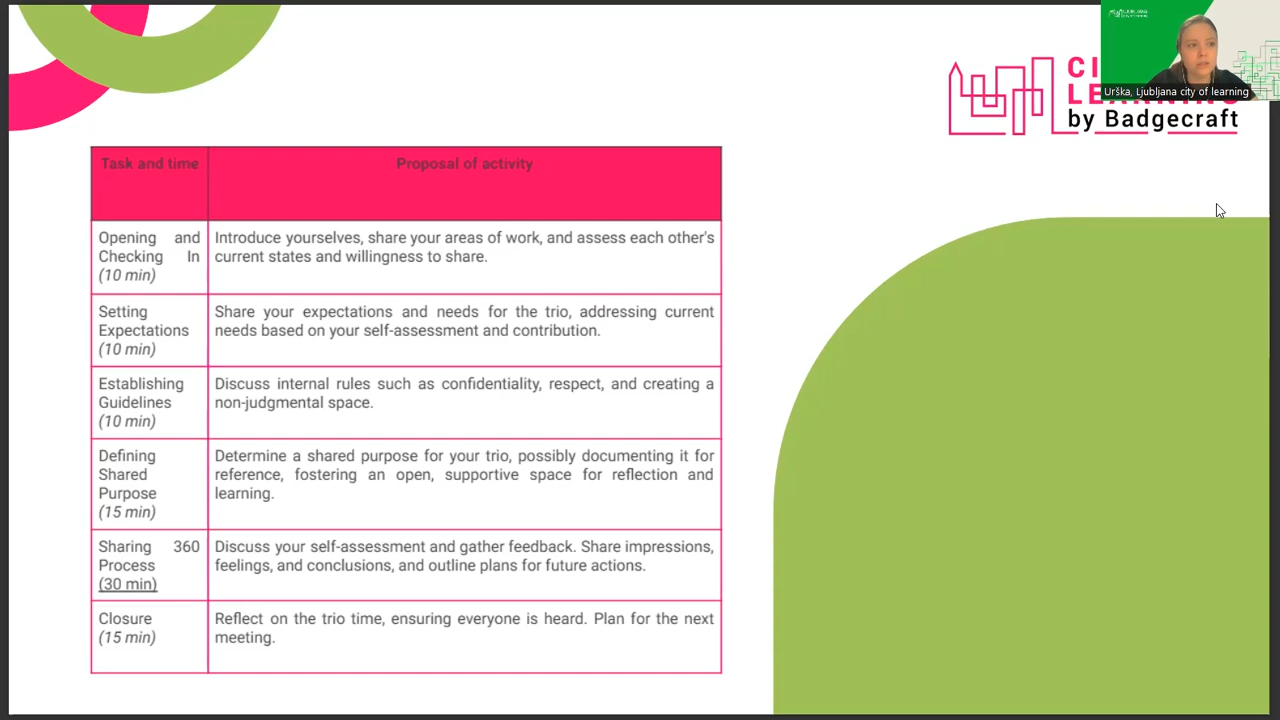 CI
LEARNING
by Badgecraft
Urška, Ljubljana city of learning
Task and time
Proposal of activity
Opening and
Checking In
(10 min)
Introduce yourselves, share your areas of work, and assess each other's
current states and willingness to share.
Setting
Expectations
(10 min)
Share your expectations and needs for the trio, addressing current
needs based on your self-assessment and contribution.
Establishing
Guidelines
(10 min)
Discuss internal rules such as confidentiality, respect, and creating a
non-judgmental space.
Defining
Shared
Purpose
(15 min)
Determine a shared purpose for your trio, possibly documenting it for
reference, fostering an open, supportive space for reflection and
learning.
Sharing 360
Process
(30 min)
Discuss your self-assessment and gather feedback. Share impressions,
feelings, and conclusions, and outline plans for future actions.
Closure
(15 min)
Reflect on the trio time, ensuring everyone is heard. Plan for the next
meeting.